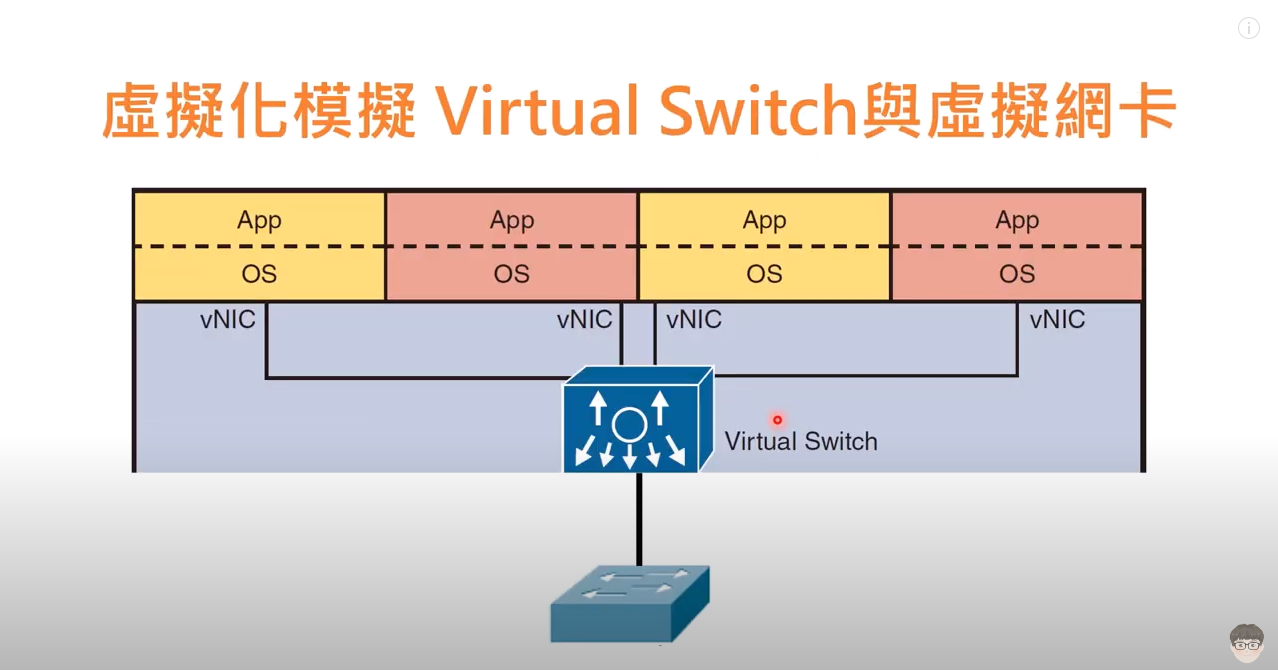 虛擬化模擬 Virtual Switch與虛擬網卡
App App App App
OS OS OS OS
vNIC vNIC vNIC vNIC
Virtual Switch